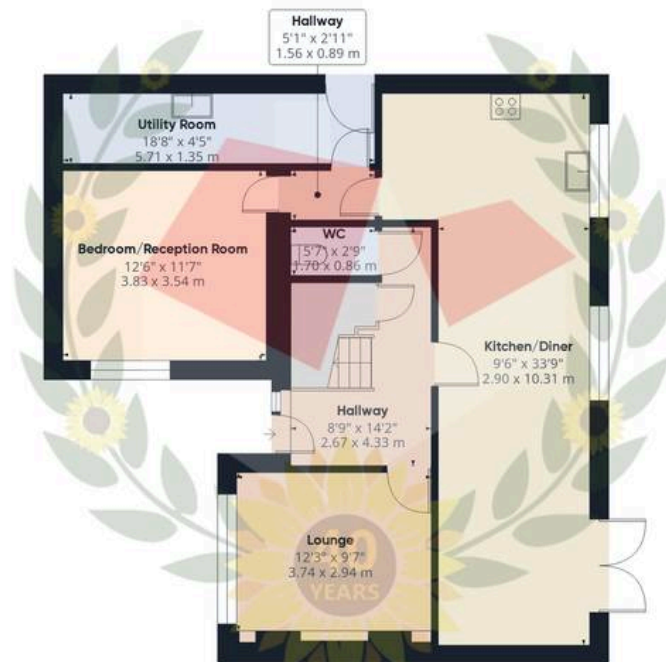 Hallway
5'1" x 2'11"
1.56 x 0.89 m
Utility Room
18'8" x 4'5"
5.71 x 1.35 m
Bedroom/Reception Room
12'6" x 11'7"
3.83 x 3.54 m
WC
5'7" x 2'9"
1.70 x 0.86 m
Kitchen/Diner
9'6" x 33'9"
2.90 x 10.31 m
Hallway
8'9" x 14'2"
2.67 x 4.33 m
Lounge
12'3" x 9'7"
3.74 x 2.94 m
YEARS